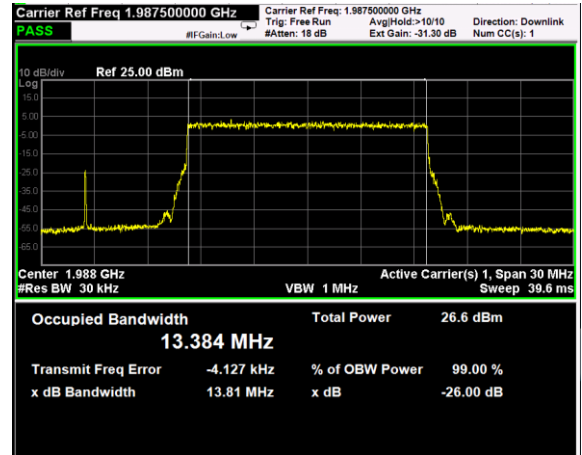 Carrier Ref Freq 1.987500000 GHz
PASS
#IFGain:Low
Carrier Ref Freq: 1.987500000 GHz
Trig: Free Run Avg|Hold:>10/10 Direction: Downlink
#Atten: 18 dB Ext Gain: -31.30 dB Num CC(s): 1
10 dB/div Ref 25.00 dBm
Log
15.0
5.00
-5.00
-15.0
-25.0
-35.0
-45.0
-55.0
-65.0
Center 1.988 GHz Active Carrier(s) 1, Span 30 MHz
#Res BW 30 kHz VBW 1 MHz Sweep 39.6 ms
Occupied Bandwidth Total Power 26.6 dBm
13.384 MHz
Transmit Freq Error -4.127 kHz % of OBW Power 99.00 %
x dB Bandwidth 13.81 MHz x dB -26.00 dB